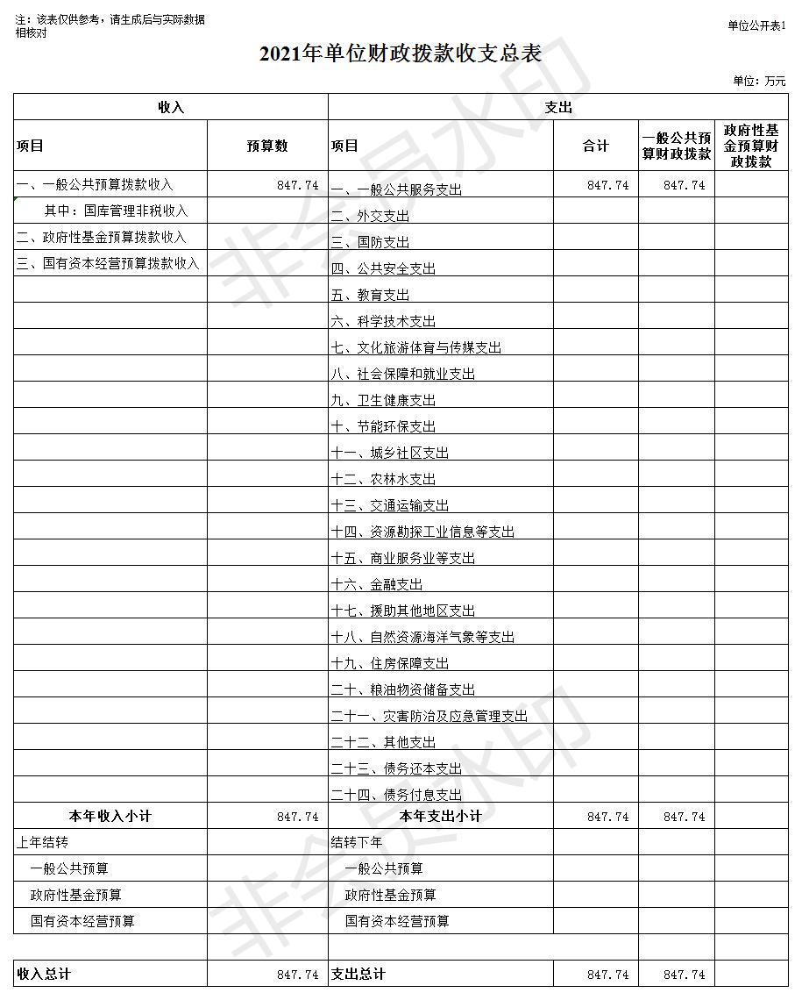 注：该表仅供参考，请生成后与实际数据
相核对
单位公开表1
2021年单位财政拨款收支总表
单位：万元
收入 支出
项目 预算数 项目 合计 一般公共预
算财政拨款 政府性基
金预算财
政拨款
一、一般公共预算拨款收入 847.74 一、一般公共服务支出 847.74 847.74
其中：国库管理非税收入 二、外交支出
二、政府性基金预算拨款收入 三、国防支出
三、国有资本经营预算拨款收入 四、公共安全支出
五、教育支出
六、科学技术支出
七、文化旅游体育与传媒支出
八、社会保障和就业支出
九、卫生健康支出
十、节能环保支出
十一、城乡社区支出
十二、农林水支出
十三、交通运输支出
十四、资源勘探工业信息等支出
十五、商业服务业等支出
十六、金融支出
十七、援助其他地区支出
十八、自然资源海洋气象等支出
十九、住房保障支出
二十、粮油物资储备支出
二十一、灾害防治及应急管理支出
二十二、其他支出
二十三、债务还本支出
二十四、债务付息支出
本年收入小计 847.74 本年支出小计 847.74 847.74
上年结转 结转下年
一般公共预算 一般公共预算
政府性基金预算 政府性基金预算
国有资本经营预算 国有资本经营预算
收入总计 847.74 支出总计 847.74 847.74
非会员水印
非会员水印